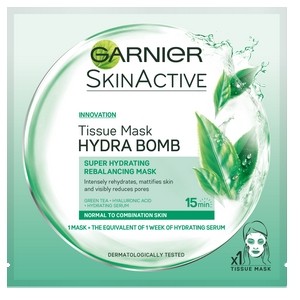 GARNIER
SKINACTIVE
INNOVATION
Tissue Mask
HYDRA BOMB
SUPER HYDRATING
REBALANCING MASK
Intensely rehydrates, mattifies skin
and visibly reduces pores
GREEN TEA + HYALURONIC ACID
+ HYDRATING SERUM
15min
NORMAL TO COMBINATION SKIN
1 MASK = THE EQUIVALENT OF 1 WEEK OF HYDRATING SERUM
DERMATOLOGICALLY TESTED
x1
TISSUE MASK